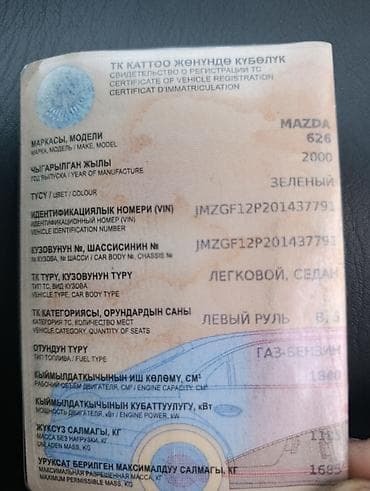 ТК КАТТОО ЖӨНҮНДӨ КҮБӨЛҮК
СВИДЕТЕЛЬСТВО О РЕГИСТРАЦИИ ТС
CERTIFICATE OF VEHICLE REGISTRATION
CERTIFICAT D'IMMATRICULATION
МАРКАСЫ, МОДЕЛИ
МАРКА, МОДЕЛЬ / MAKE, MODEL
MAZDA
626
ЧЫГАРЫЛГАН ЖЫЛЫ
ГОД ВЫПУСКА / YEAR OF MANUFACTURE
2000
ТҮСҮ / ЦВЕТ / COLOUR
ЗЕЛЕНЫЙ
ИДЕНТИФИКАЦИЯЛЫК НОМЕРИ (VIN)
ИДЕНТИФИКАЦИОННЫЙ НОМЕР (VIN)
VEHICLE IDENTIFICATION NUMBER
JMZGF12P201437791
КУЗОВУНУН №, ШАССИСИНИН №
№ КУЗОВА, № ШАССИ / CAR BODY №, CHASSIS №
JMZGF12P201437791
ТК ТҮРҮ, КУЗОВУНУН ТҮРҮ
ТИП ТС, ВИД КУЗОВА
VEHICLE TYPE, CAR BODY TYPE
ЛЕГКОВОЙ, СЕДАН
ТК КАТЕГОРИЯСЫ, ОРУНДАРДЫН САНЫ
КАТЕГОРИЯ ТС, КОЛИЧЕСТВО МЕСТ
VEHICLE CATEGORY, QUANTITY OF SEATS
ЛЕВЫЙ РУЛЬ
ОТУНДУН ТҮРҮ
ТИП ТОПЛИВА / FUEL TYPE
ГАЗ-БЕНЗИН
КЫЙМЫЛДАТКЫЧЫНЫН ИШ КӨЛӨМҮ, СМ³
РАБОЧИЙ ОБЪЕМ ДВИГАТЕЛЯ, СМ³ / ENGINE CAPACITY, CM³
КЫЙМЫЛДАТКЫЧЫНЫН КУБАТТУУЛУГУ, кВт
МОЩНОСТЬ ДВИГАТЕЛЯ, кВт / ENGINE POWER, kW
ЖҮКСҮЗ САЛМАГЫ, КГ
МАССА БЕЗ НАГРУЗКИ, КГ
UNLADEN MASS, KG
УРУКСАТ БЕРИЛГЕН МАКСИМАЛДУУ САЛМАГЫ, КГ
МАКСИМАЛЬНАЯ РАЗРЕШЕННАЯ МАССА, КГ
MAXIMUM PERMISSIBLE MASS, KG
1685